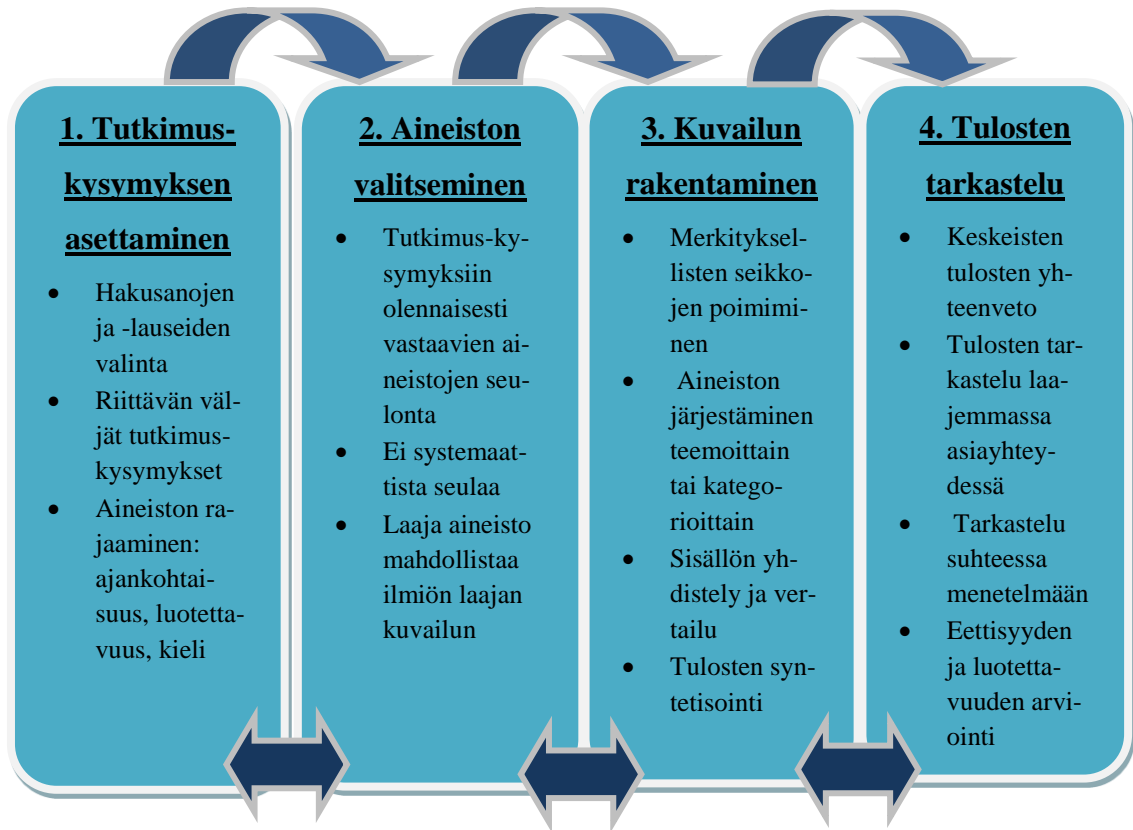 1. Tutkimus-
kysymyksen
asettaminen
• Hakusanojen
ja -lauseiden
valinta
• Riittävän väl-
jät tutkimus-
kysymykset
• Aineiston ra-
jaaminen:
ajankohtai-
suus, luotetta-
vuus, kieli
2. Aineiston
valitseminen
• Tutkimus-ky-
symyksiin
olennaisesti
vastaavien ai-
neistojen seu-
lonta
• Ei systemaat-
tista seulaa
• Laaja aineisto
mahdollistaa
ilmiön laajan
kuvailun
3. Kuvailun
rakentaminen
• Merkityksel-
listen seikko-
jen poimimi-
nen
• Aineiston
järjestäminen
teemoittain
tai katego-
rioittain
• Sisällön yh-
distely ja ver-
tailu
• Tulosten syn-
tetisointi
4. Tulosten
tarkastelu
• Keskeisten
tulosten yh-
teenveto
• Tulosten tar-
kastelu laa-
jemmassa
asiayhtey-
dessä
• Tarkastelu
suhteessa
menetelmään
• Eettisyyden
ja luotetta-
vuuden arvi-
ointi